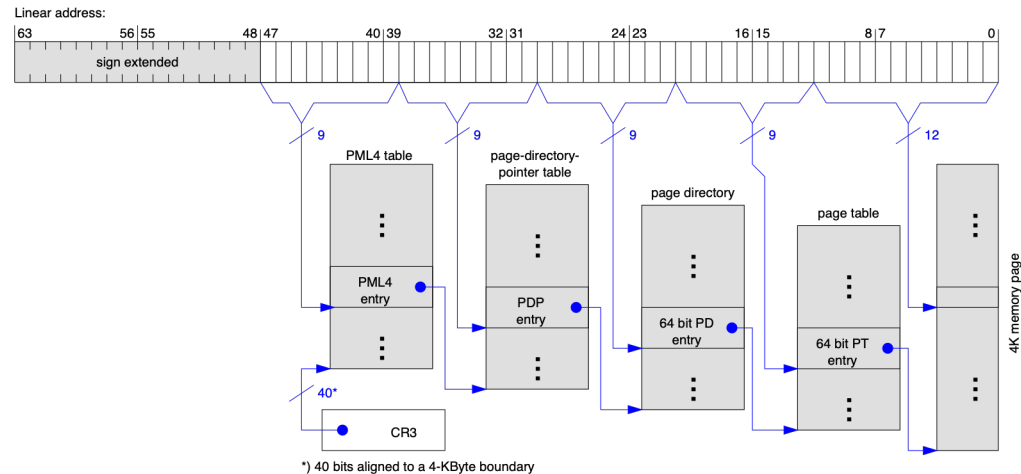 Linear address:
63 56 55 48 47 40 39 32 31 24 23 16 15 8 7 0
sign extended
9 9 9 9 12
PML4 table
page-directory-
pointer table
page directory
page table
PML4
entry
PDP
entry
64 bit PD
entry
64 bit PT
entry
4K memory page
40*
CR3
*) 40 bits aligned to a 4-KByte boundary